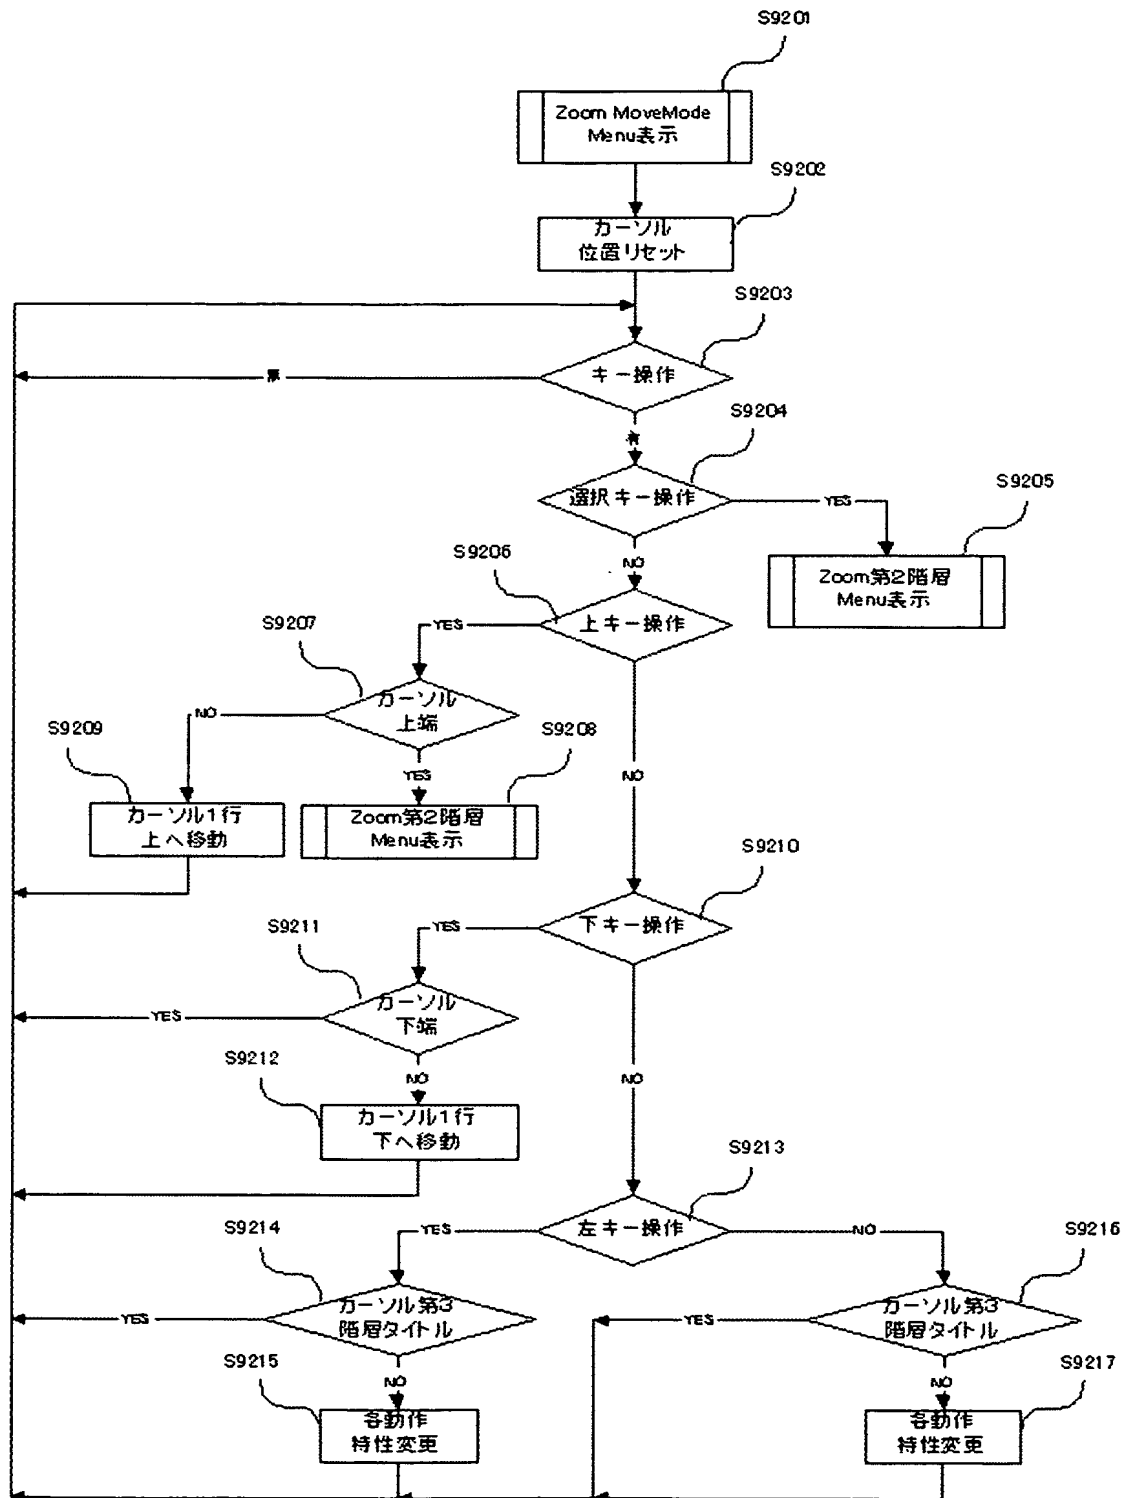 S9201
Zoom MoveMode
Menu表示
S9202
カーソル
位置リセット
S9203
キー操作
無
S9204
有
選択キー操作
YES
S9205
Zoom第2階層
Menu表示
NO
S9206
上キー操作
YES
S9207
カーソル
上端
NO
S9209
カーソル1行
上へ移動
YES
S9208
Zoom第2階層
Menu表示
NO
S9210
下キー操作
YES
S9211
カーソル
下端
YES
NO
S9212
カーソル1行
下へ移動
NO
S9213
左キー操作
YES
NO
S9214
カーソル第3
階層タイトル
YES
NO
S9215
各動作
特性変更
S9216
カーソル第3
階層タイトル
YES
NO
S9217
各動作
特性変更